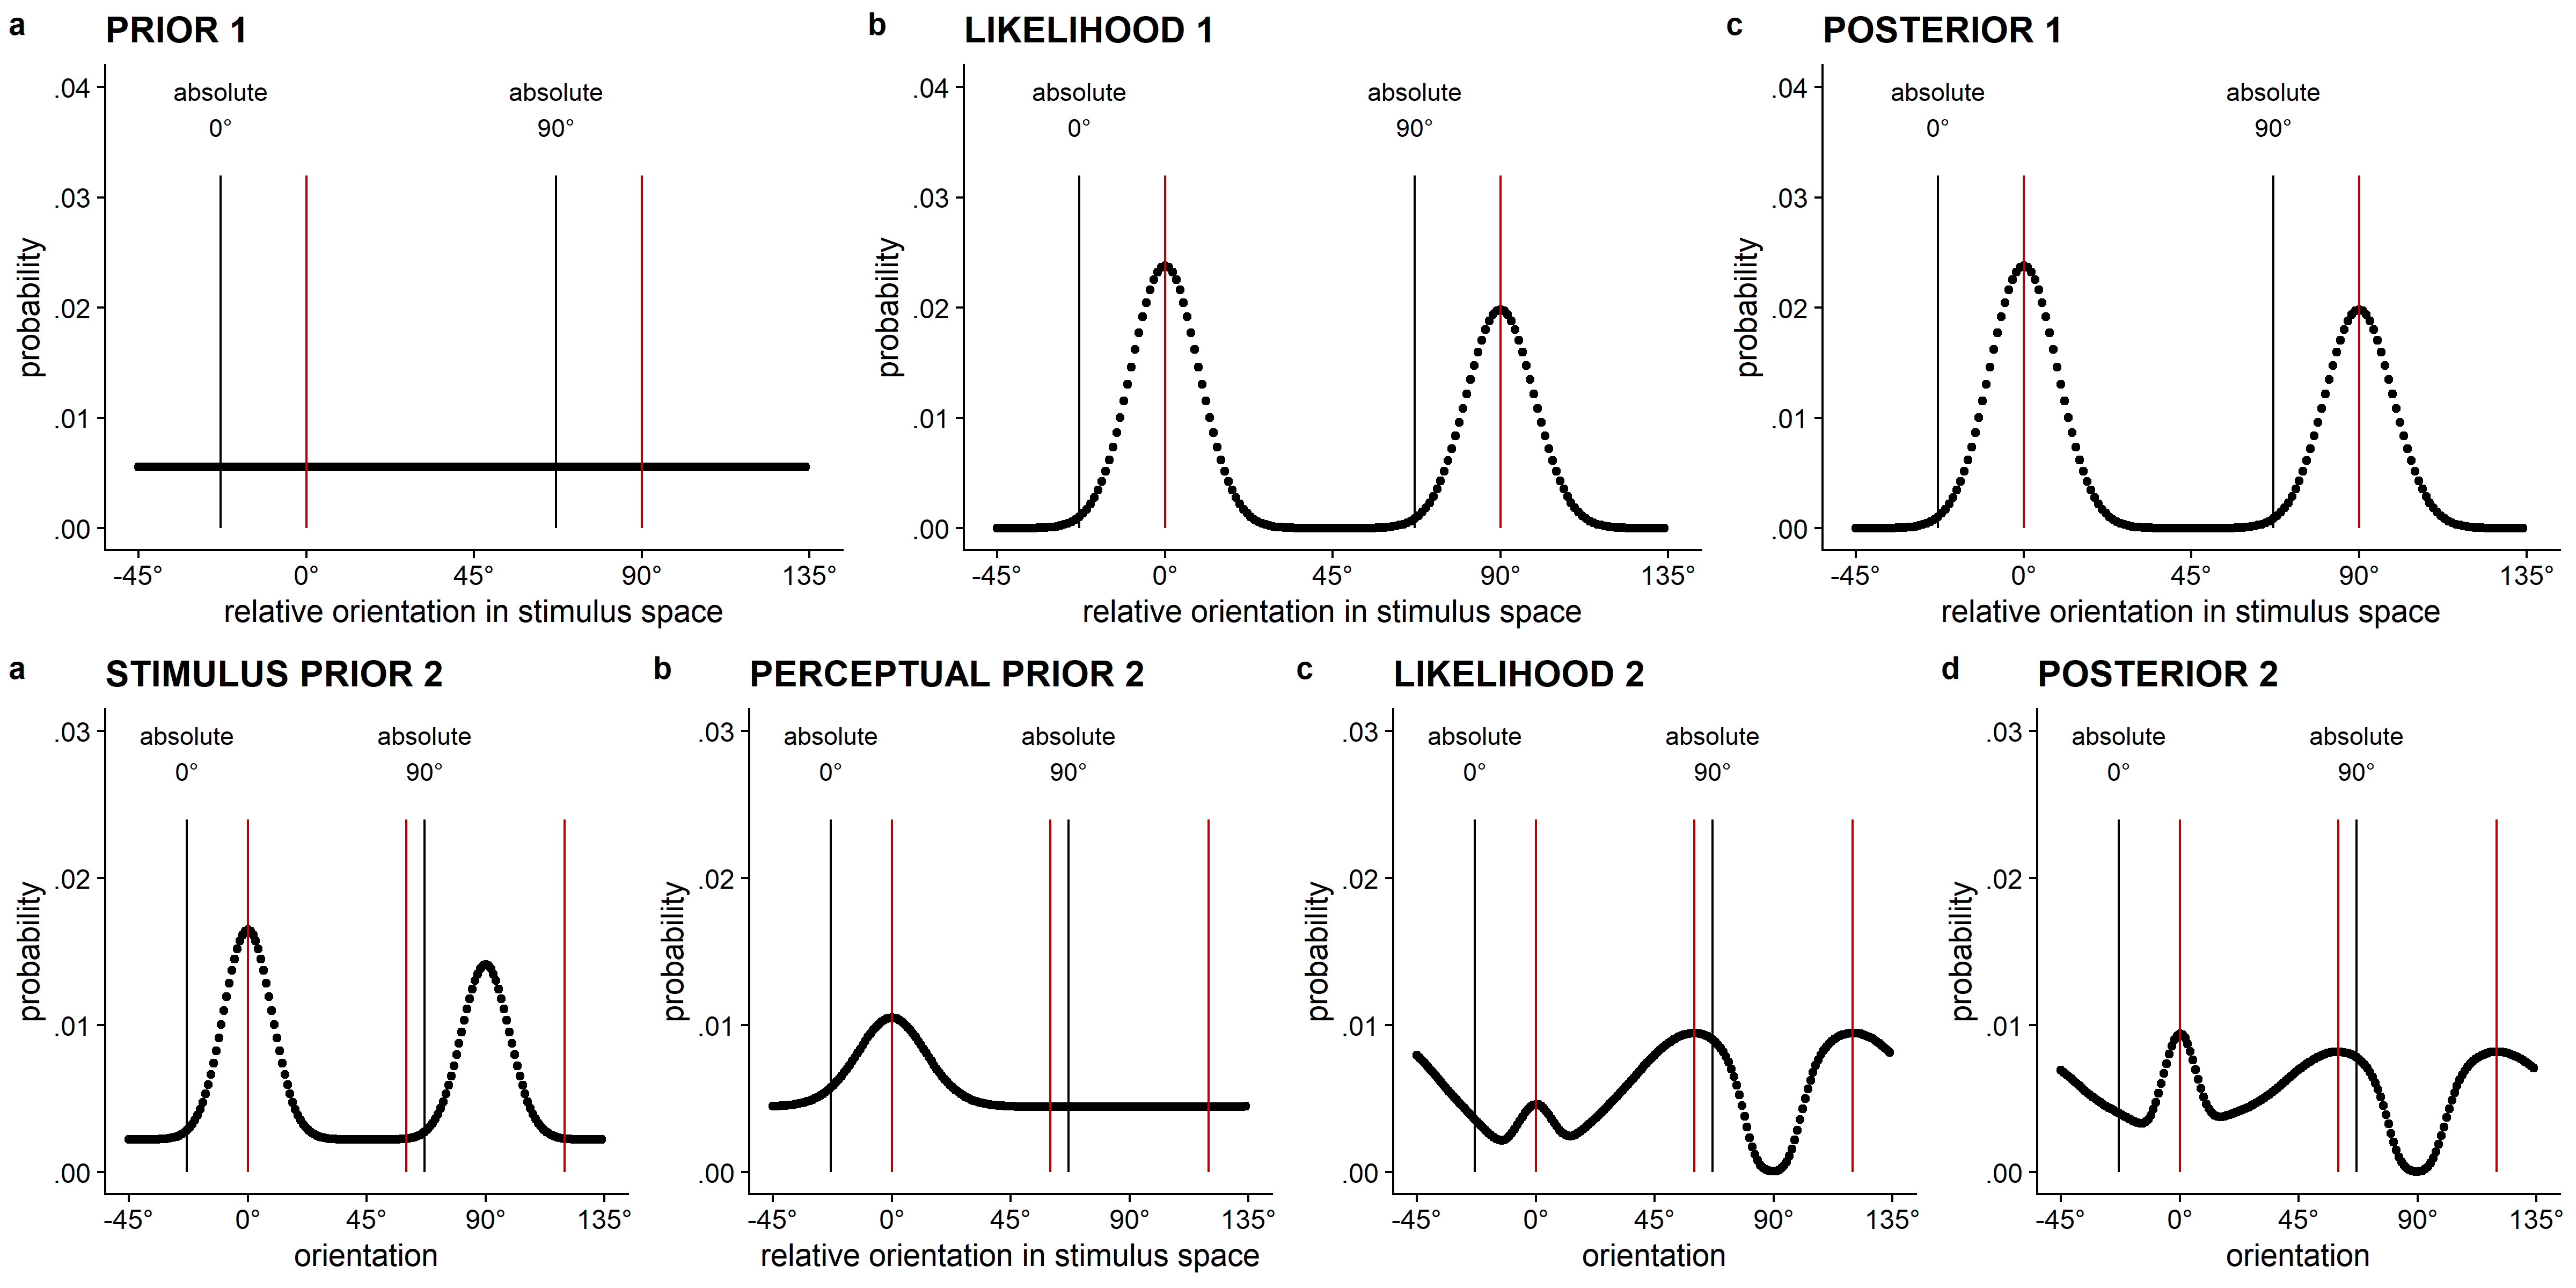 a PRIOR 1
.04
.03
.02
.01
.00
probability
absolute
0°
absolute
90°
-45° 0° 45° 90° 135°
relative orientation in stimulus space
b LIKELIHOOD 1
.04
.03
.02
.01
.00
probability
absolute
0°
absolute
90°
-45° 0° 45° 90° 135°
relative orientation in stimulus space
c POSTERIOR 1
.04
.03
.02
.01
.00
probability
absolute
0°
absolute
90°
-45° 0° 45° 90° 135°
relative orientation in stimulus space
a STIMULUS PRIOR 2
.03
.02
.01
.00
probability
absolute
0°
absolute
90°
-45° 0° 45° 90° 135°
orientation
b PERCEPTUAL PRIOR 2
.03
.02
.01
.00
probability
absolute
0°
absolute
90°
-45° 0° 45° 90° 135°
relative orientation in stimulus space
c LIKELIHOOD 2
.03
.02
.01
.00
probability
absolute
0°
absolute
90°
-45° 0° 45° 90° 135°
orientation
d POSTERIOR 2
.03
.02
.01
.00
probability
absolute
0°
absolute
90°
-45° 0° 45° 90° 135°
orientation